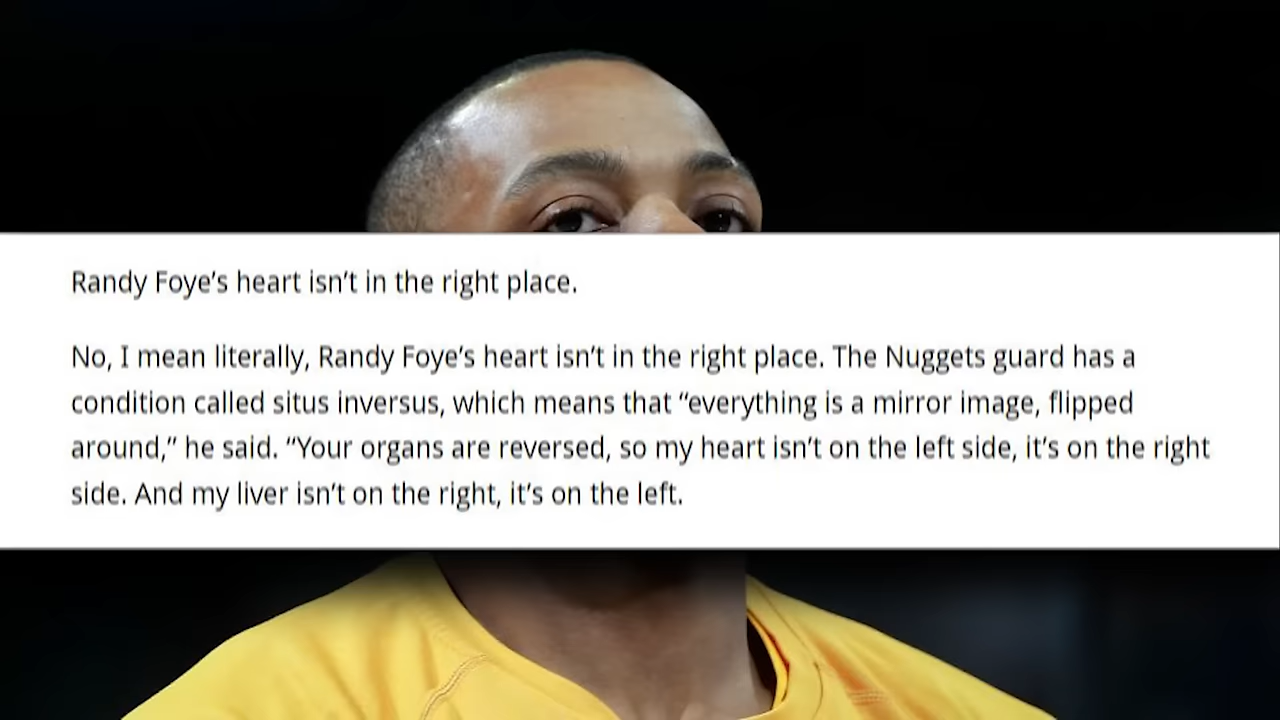 Randy Foye’s heart isn’t in the right place.
No, I mean literally, Randy Foye’s heart isn’t in the right place. The Nuggets guard has a
condition called situs inversus, which means that “everything is a mirror image, flipped
around,” he said. “Your organs are reversed, so my heart isn’t on the left side, it’s on the right
side. And my liver isn’t on the right, it’s on the left.